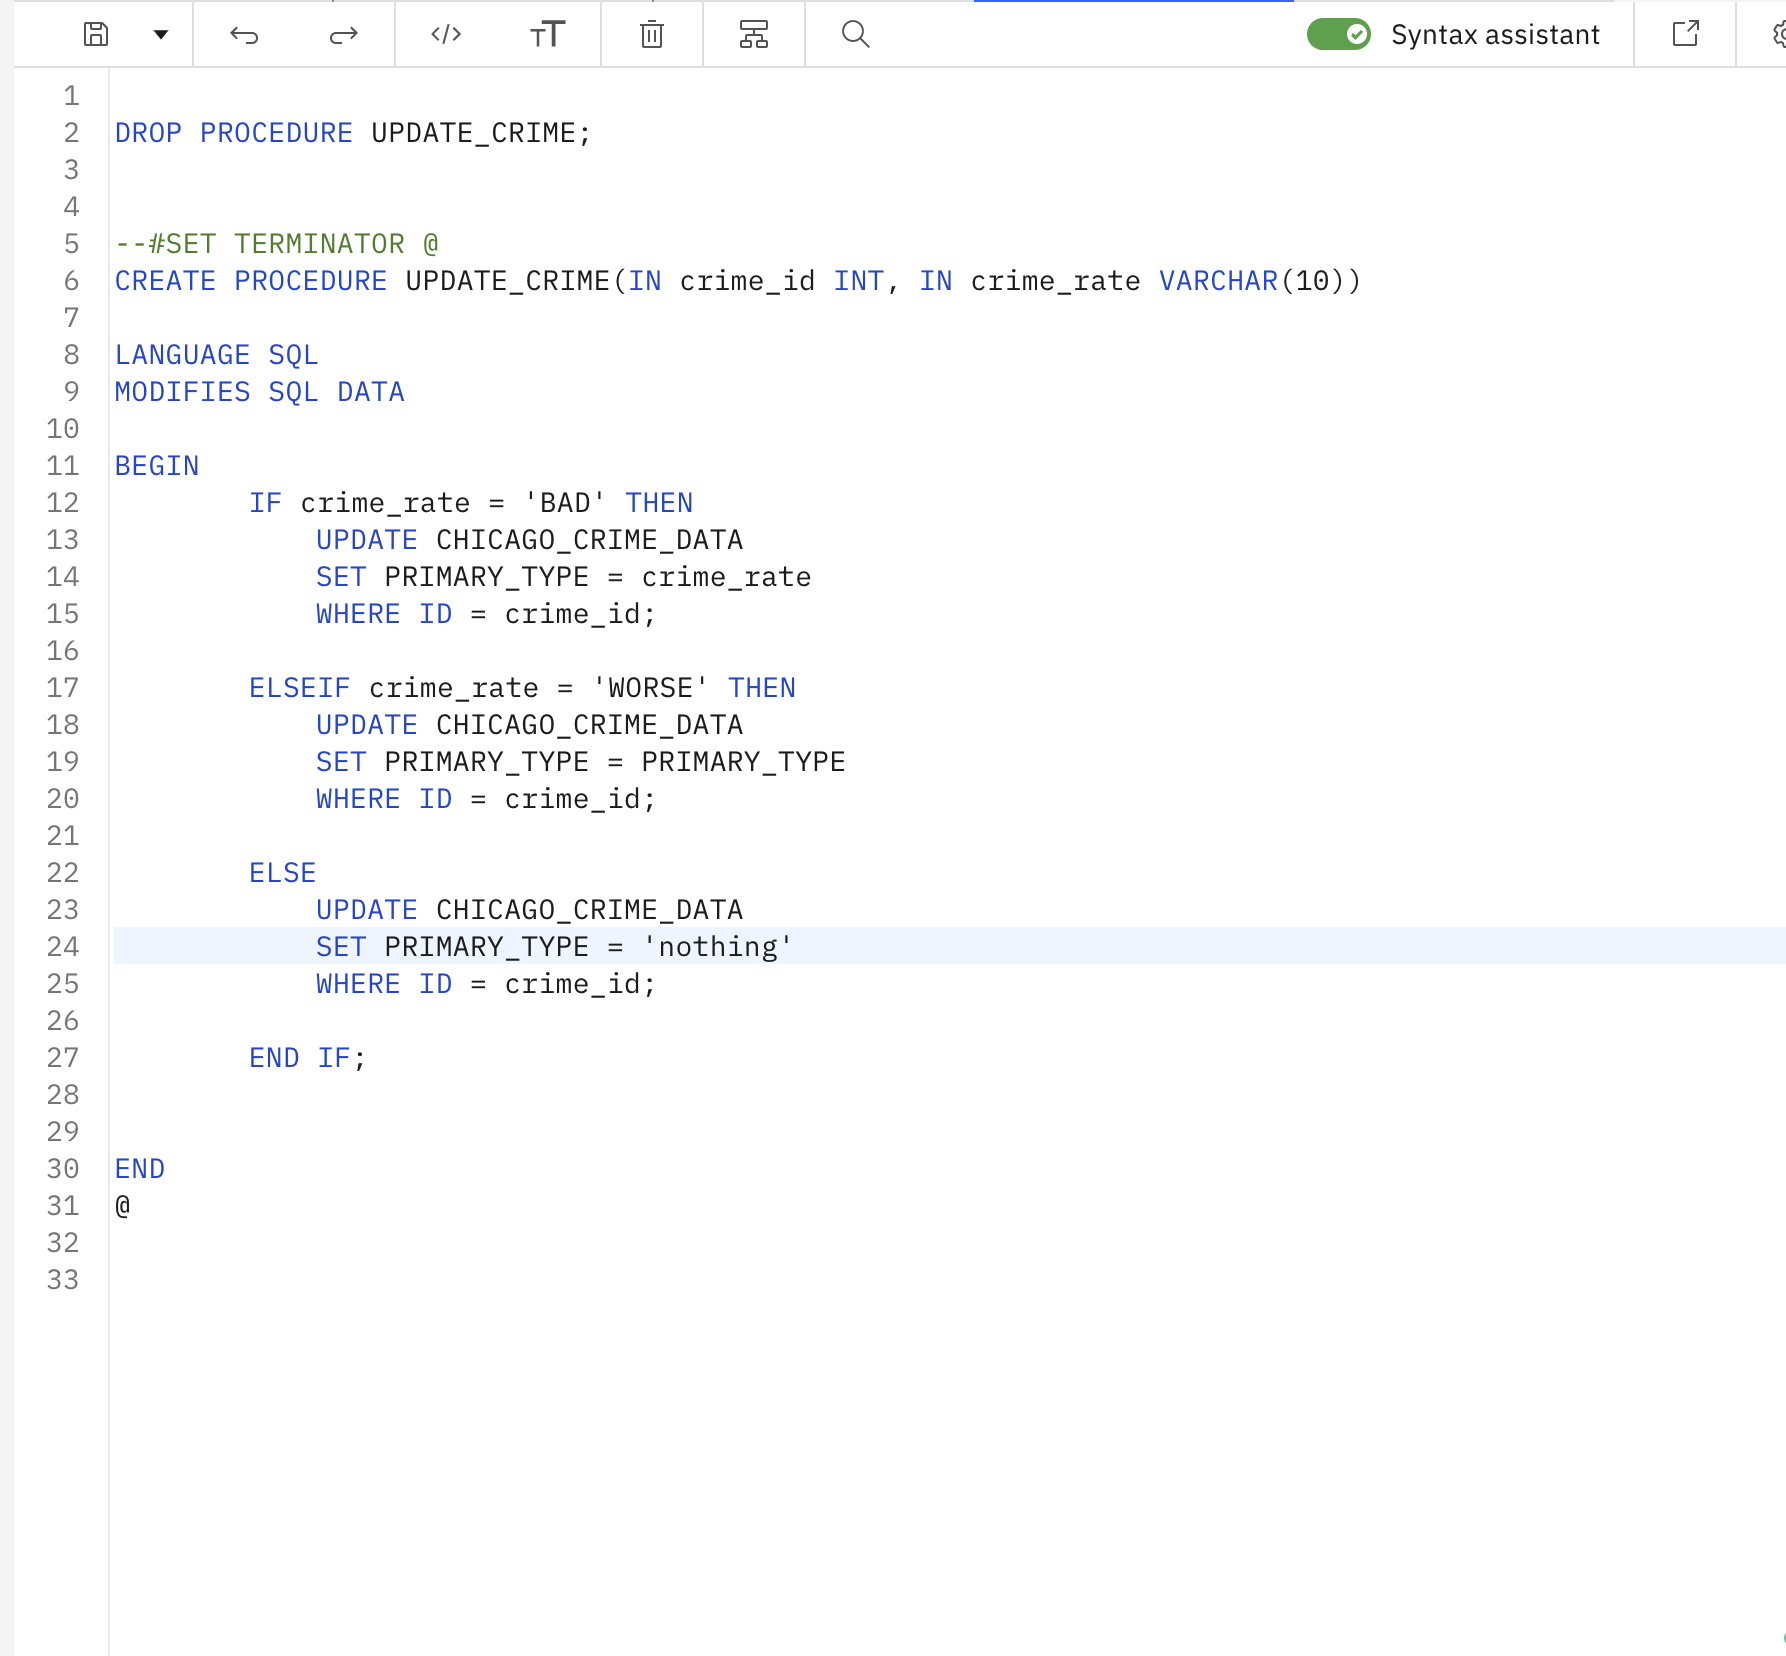 Syntax assistant
1
2 DROP PROCEDURE UPDATE_CRIME;
3
4
5 --#SET TERMINATOR @
6 CREATE PROCEDURE UPDATE_CRIME(IN crime_id INT, IN crime_rate VARCHAR(10))
7
8 LANGUAGE SQL
9 MODIFIES SQL DATA
10
11 BEGIN
12 IF crime_rate = 'BAD' THEN
13 UPDATE CHICAGO_CRIME_DATA
14 SET PRIMARY_TYPE = crime_rate
15 WHERE ID = crime_id;
16
17 ELSEIF crime_rate = 'WORSE' THEN
18 UPDATE CHICAGO_CRIME_DATA
19 SET PRIMARY_TYPE = PRIMARY_TYPE
20 WHERE ID = crime_id;
21
22 ELSE
23 UPDATE CHICAGO_CRIME_DATA
24 SET PRIMARY_TYPE = 'nothing'
25 WHERE ID = crime_id;
26
27 END IF;
28
29
30 END
31 @
32
33